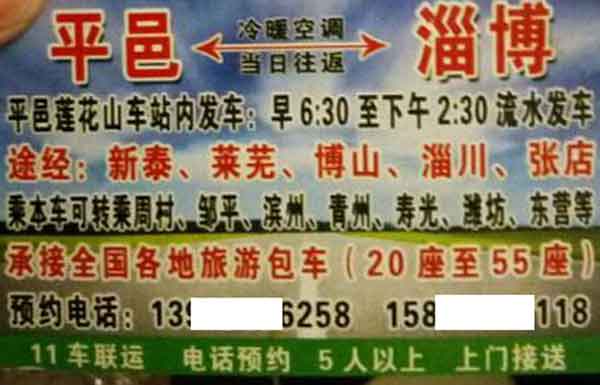 平邑 冷暖空调 淄博
当日往返
平邑莲花山车站内发车：早6:30至下午2:30流水发车
途经：新泰、莱芜、博山、淄川、张店
乘本车可转乘周村、邹平、滨州、青州、寿光、潍坊、东营等
承接全国各地旅游包车（20座至55座）
预约电话：139 6258 158 118
11车联运 电话预约 5人以上 上门接送